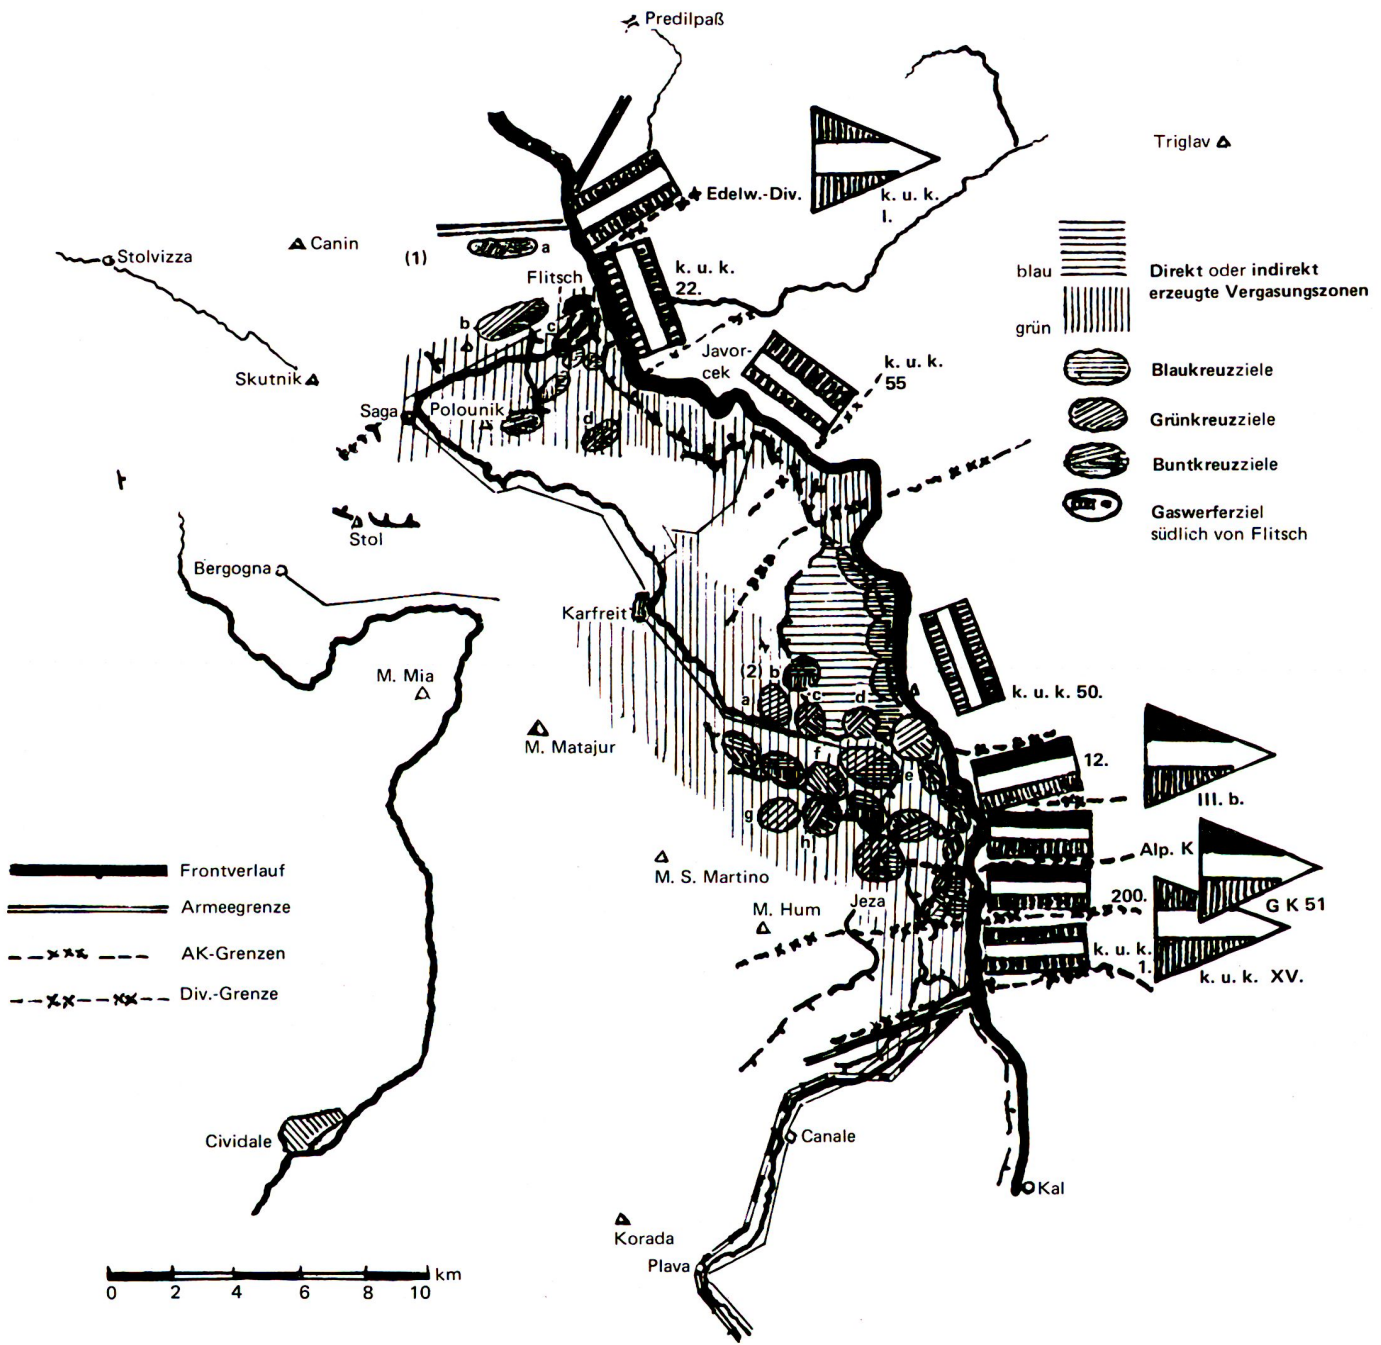 Predilpaß
Triglav
Edelw.-Div.
k. u. k.
I.
Canin
Stolvizza
(1)
a
Flitsch
k. u. k.
22.
blau
Direkt oder indirekt
erzeugte Vergasungszonen
grün
b
c
Javor-
cek
k. u. k.
55
Blaukreuzziele
Skutnik
Saga
Polounik
d
Grünkreuzziele
Buntkreuzziele
Gaswerferziel
südlich von Flitsch
Stol
Bergogna
Karfreit
M. Mia
(2)
b
a
c
d
k. u. k. 50.
M. Matajur
f
e
12.
III. b.
g
h
Alp. K
M. S. Martino
Jeza
200.
G K 51
M. Hum
k. u. k.
1.
k. u. k. XV.
Frontverlauf
Armeegrenze
AK-Grenzen
Div.-Grenze
Cividale
Canale
Kal
Korada
Plava
km
0 2 4 6 8 10